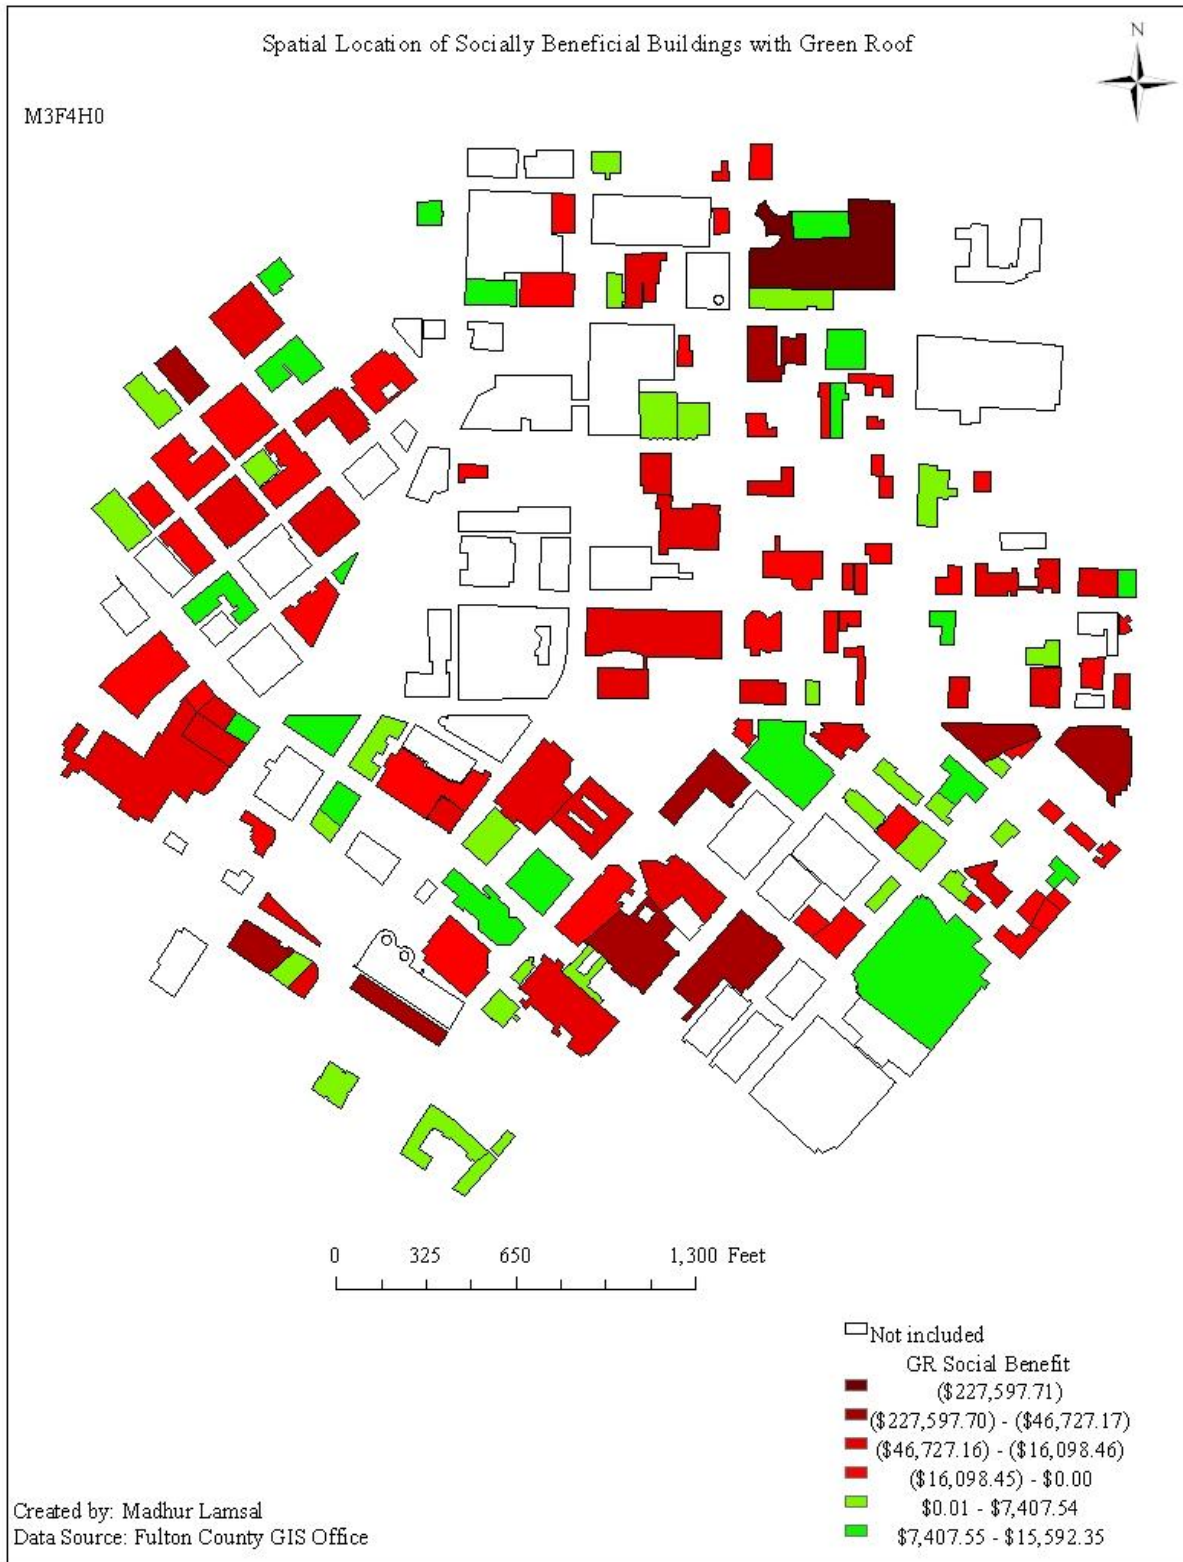 Spatial Location of Socially Beneficial Buildings with Green Roof
N
M3F4H0
0 325 650 1,300 Feet
Not included
GR Social Benefit
($227,597.71)
($227,597.70) - ($46,727.17)
($46,727.16) - ($16,098.46)
($16,098.45) - $0.00
$0.01 - $7,407.54
$7,407.55 - $15,592.35
Created by: Madhur Lamsal
Data Source: Fulton County GIS Office